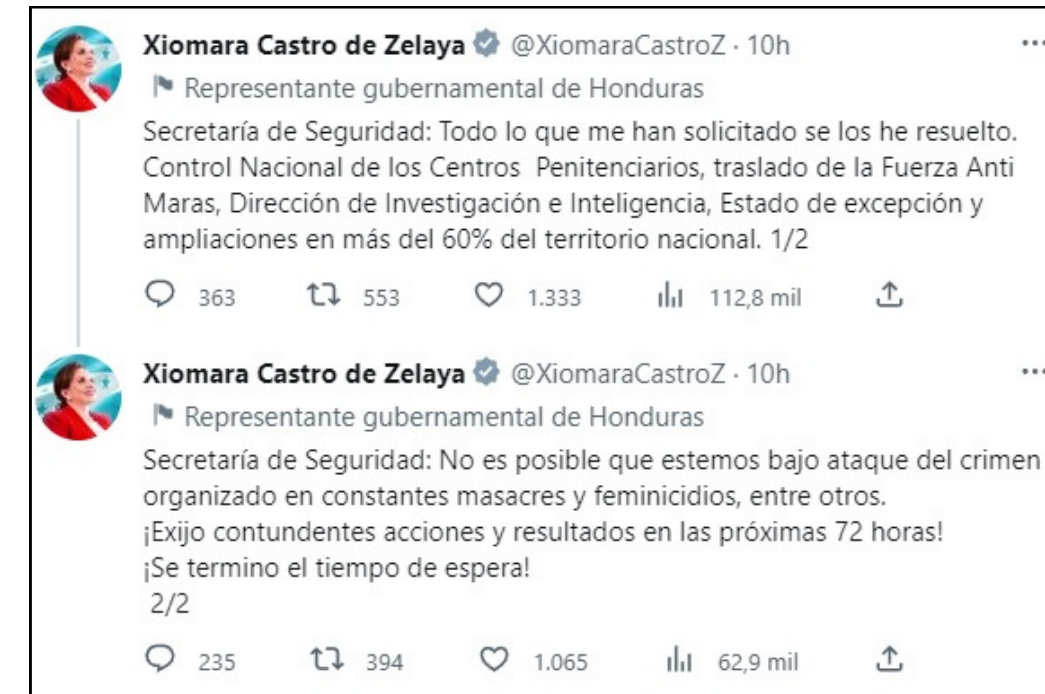 Xiomara Castro de Zelaya @XiomaraCastroZ · 10h
Representante gubernamental de Honduras
Secretaría de Seguridad: Todo lo que me han solicitado se los he resuelto.
Control Nacional de los Centros  Penitenciarios, traslado de la Fuerza Anti
Maras, Dirección de Investigación e Inteligencia, Estado de excepción y
ampliaciones en más del 60% del territorio nacional. 1/2
363 553 1.333 112,8 mil
Xiomara Castro de Zelaya @XiomaraCastroZ · 10h
Representante gubernamental de Honduras
Secretaría de Seguridad: No es posible que estemos bajo ataque del crimen
organizado en constantes masacres y feminicidios, entre otros.
¡Exijo contundentes acciones y resultados en las próximas 72 horas!
¡Se termino el tiempo de espera!
2/2
235 394 1.065 62,9 mil